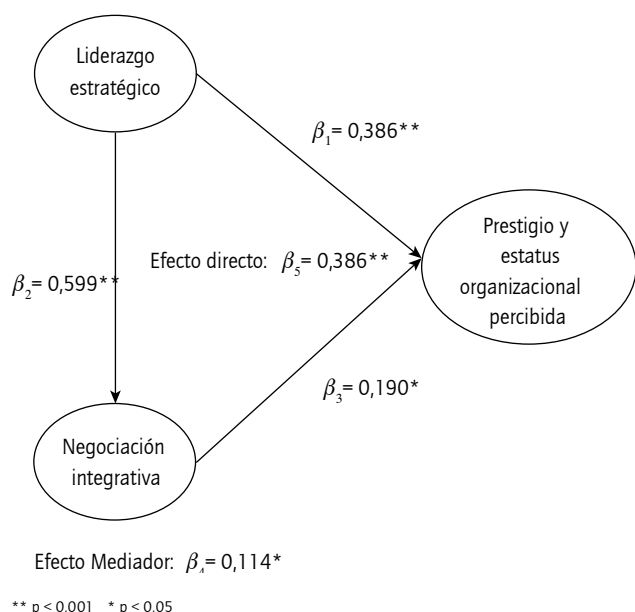 Liderazgo
estratégico
β₁= 0,386**
Prestigio y
estatus
organizacional
percibida
Efecto directo: β₅= 0,386**
β₂= 0,599**
β₃= 0,190*
Negociación
integrativa
Efecto Mediador: β₄= 0,114*
** p < 0,001 * p < 0,05